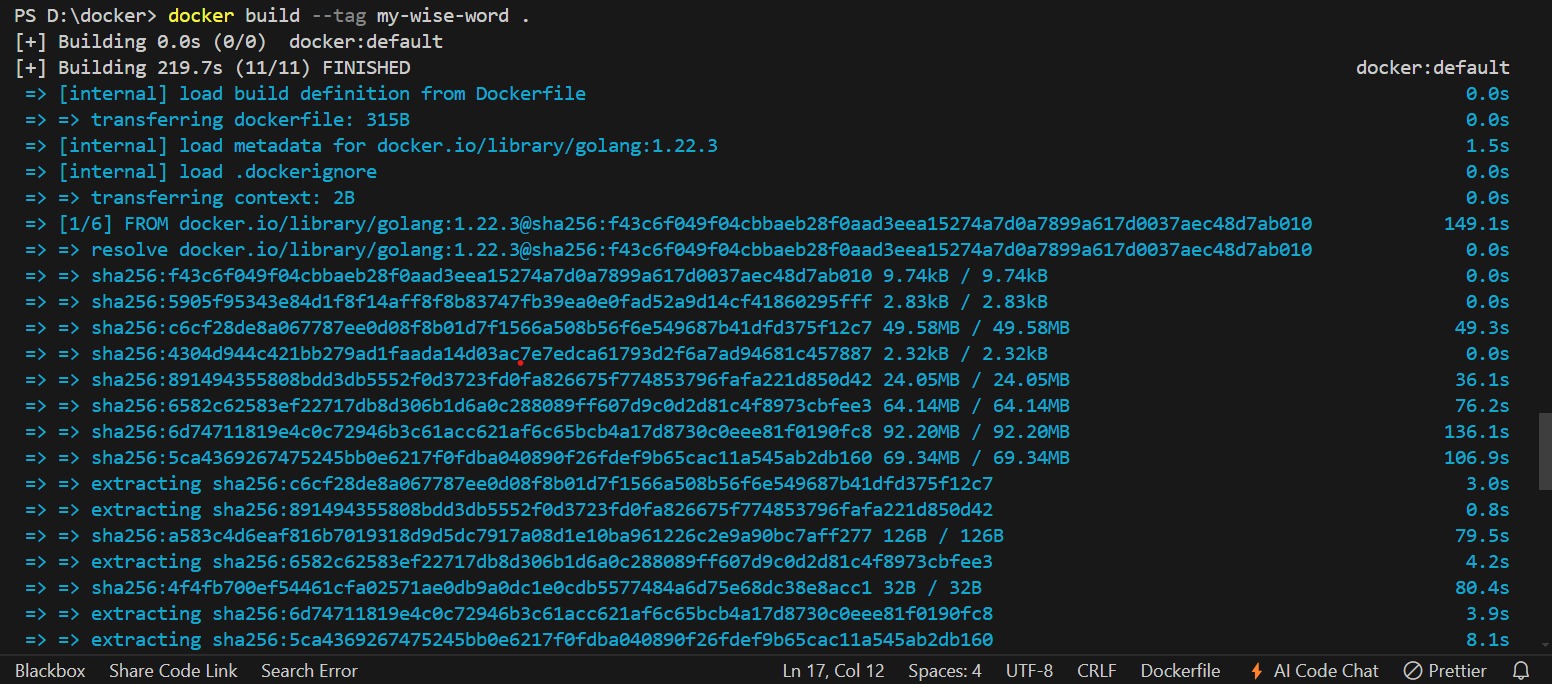 PS D:\docker> docker build --tag my-wise-word .
[+] Building 0.0s (0/0)  docker:default
[+] Building 219.7s (11/11) FINISHED docker:default
=> [internal] load build definition from Dockerfile 0.0s
=> => transferring dockerfile: 315B 0.0s
=> [internal] load metadata for docker.io/library/golang:1.22.3 1.5s
=> [internal] load .dockerignore 0.0s
=> => transferring context: 2B 0.0s
=> [1/6] FROM docker.io/library/golang:1.22.3@sha256:f43c6f049f04cbbaeb28f0aad3eea15274a7d0a7899a617d0037aec48d7ab010 149.1s
=> => resolve docker.io/library/golang:1.22.3@sha256:f43c6f049f04cbbaeb28f0aad3eea15274a7d0a7899a617d0037aec48d7ab010 0.0s
=> => sha256:f43c6f049f04cbbaeb28f0aad3eea15274a7d0a7899a617d0037aec48d7ab010 9.74kB / 9.74kB 0.0s
=> => sha256:5905f95343e84d1f8f14aff8f8b83747fb39ea0e0fad52a9d14cf41860295fff 2.83kB / 2.83kB 0.0s
=> => sha256:c6cf28de8a067787ee0d08f8b01d7f1566a508b56f6e549687b41dfd375f12c7 49.58MB / 49.58MB 49.3s
=> => sha256:4304d944c421bb279ad1faada14d03ac7e7edca61793d2f6a7ad94681c457887 2.32kB / 2.32kB 0.0s
=> => sha256:891494355808bdd3db5552f0d3723fd0fa826675f774853796fafa221d850d42 24.05MB / 24.05MB 36.1s
=> => sha256:6582c62583ef22717db8d306b1d6a0c288089ff607d9c0d2d81c4f8973cbfee3 64.14MB / 64.14MB 76.2s
=> => sha256:6d74711819e4c0c72946b3c61acc621af6c65bcb4a17d8730c0eee81f0190fc8 92.20MB / 92.20MB 136.1s
=> => sha256:5ca4369267475245bb0e6217f0fdba040890f26fdef9b65cac11a545ab2db160 69.34MB / 69.34MB 106.9s
=> => extracting sha256:c6cf28de8a067787ee0d08f8b01d7f1566a508b56f6e549687b41dfd375f12c7 3.0s
=> => extracting sha256:891494355808bdd3db5552f0d3723fd0fa826675f774853796fafa221d850d42 0.8s
=> => sha256:a583c4d6eaf816b7019318d9d5dc7917a08d1e10ba961226c2e9a90bc7aff277 126B / 126B 79.5s
=> => extracting sha256:6582c62583ef22717db8d306b1d6a0c288089ff607d9c0d2d81c4f8973cbfee3 4.2s
=> => sha256:4f4fb700ef54461cfa02571ae0db9a0dc1e0cdb5577484a6d75e68dc38e8acc1 32B / 32B 80.4s
=> => extracting sha256:6d74711819e4c0c72946b3c61acc621af6c65bcb4a17d8730c0eee81f0190fc8 3.9s
=> => extracting sha256:5ca4369267475245bb0e6217f0fdba040890f26fdef9b65cac11a545ab2db160 8.1s
Blackbox Share Code Link Search Error Ln 17, Col 12 Spaces: 4 UTF-8 CRLF Dockerfile AI Code Chat Prettier